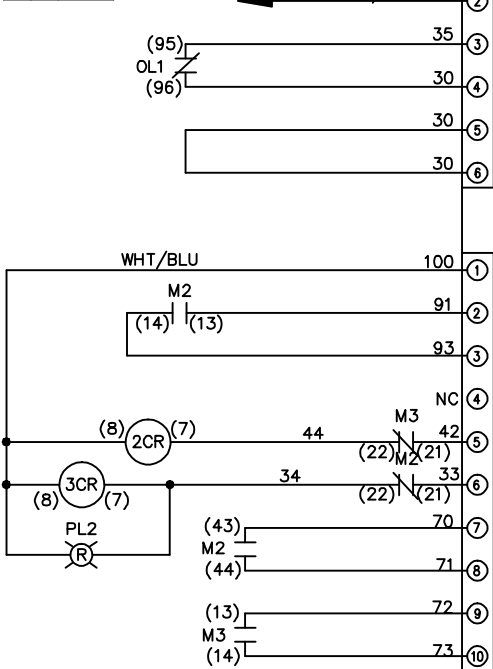 2
(95) 35 3
OL1
(96) 30 4
30 5
30 6
WHT/BLU 100 1
M2 91 2
(14) (13)
93 3
NC 4
M3
(8) 2CR (7) 44 42 5
(22) (21)
M2
3CR 34 33 6
(8) (7) (22) (21)
PL2
R
(43) 70 7
M2
(44) 71 8
(13) 72 9
M3
(14) 73 10